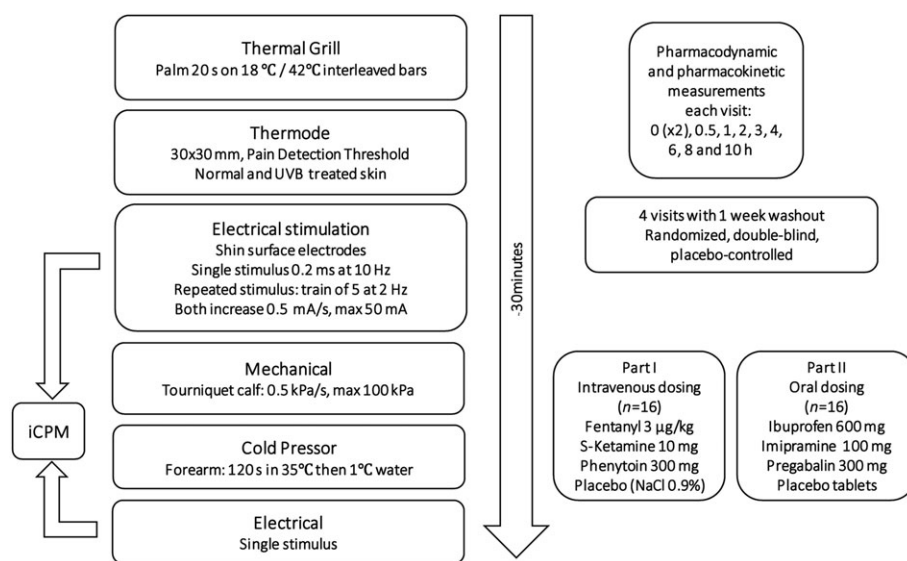 Thermal Grill
Palm 20 s on 18 ℃ / 42℃ interleaved bars
Thermode
30x30 mm, Pain Detection Threshold
Normal and UVB treated skin
Electrical stimulation
Shin surface electrodes
Single stimulus 0.2 ms at 10 Hz
Repeated stimulus: train of 5 at 2 Hz
Both increase 0.5 mA/s, max 50 mA
Mechanical
Tourniquet calf: 0.5 kPa/s, max 100 kPa
iCPM
Cold Pressor
Forearm: 120 s in 35℃ then 1℃ water
Electrical
Single stimulus
-30minutes
Pharmacodynamic
and pharmacokinetic
measurements
each visit:
0 (x2), 0.5, 1, 2, 3, 4,
6, 8 and 10 h
4 visits with 1 week washout
Randomized, double-blind,
placebo-controlled
Part I
Intravenous dosing
(n=16)
Fentanyl 3 µg/kg
S-Ketamine 10 mg
Phenytoin 300 mg
Placebo (NaCl 0.9%)
Part II
Oral dosing
(n=16)
Ibuprofen 600 mg
Imipramine 100 mg
Pregabalin 300 mg
Placebo tablets